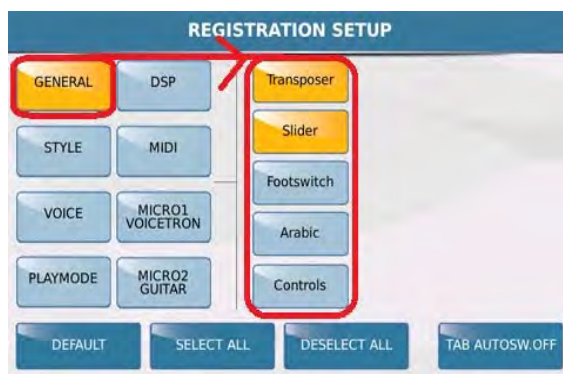 REGISTRATION SETUP
GENERAL
DSP
STYLE
MIDI
VOICE
MICRO1
VOICETRON
PLAYMODE
MICRO2
GUITAR
Transposer
Slider
Footswitch
Arabic
Controls
DEFAULT
SELECT ALL
DESELECT ALL
TAB AUTOSW.OFF